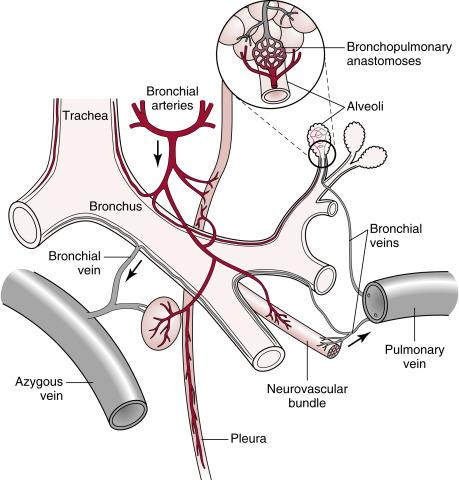 Bronchopulmonary
anastomoses
Bronchial
arteries
Alveoli
Trachea
Bronchus
Bronchial
veins
Bronchial
vein
Pulmonary
vein
Azygous
vein
Neurovascular
bundle
Pleura